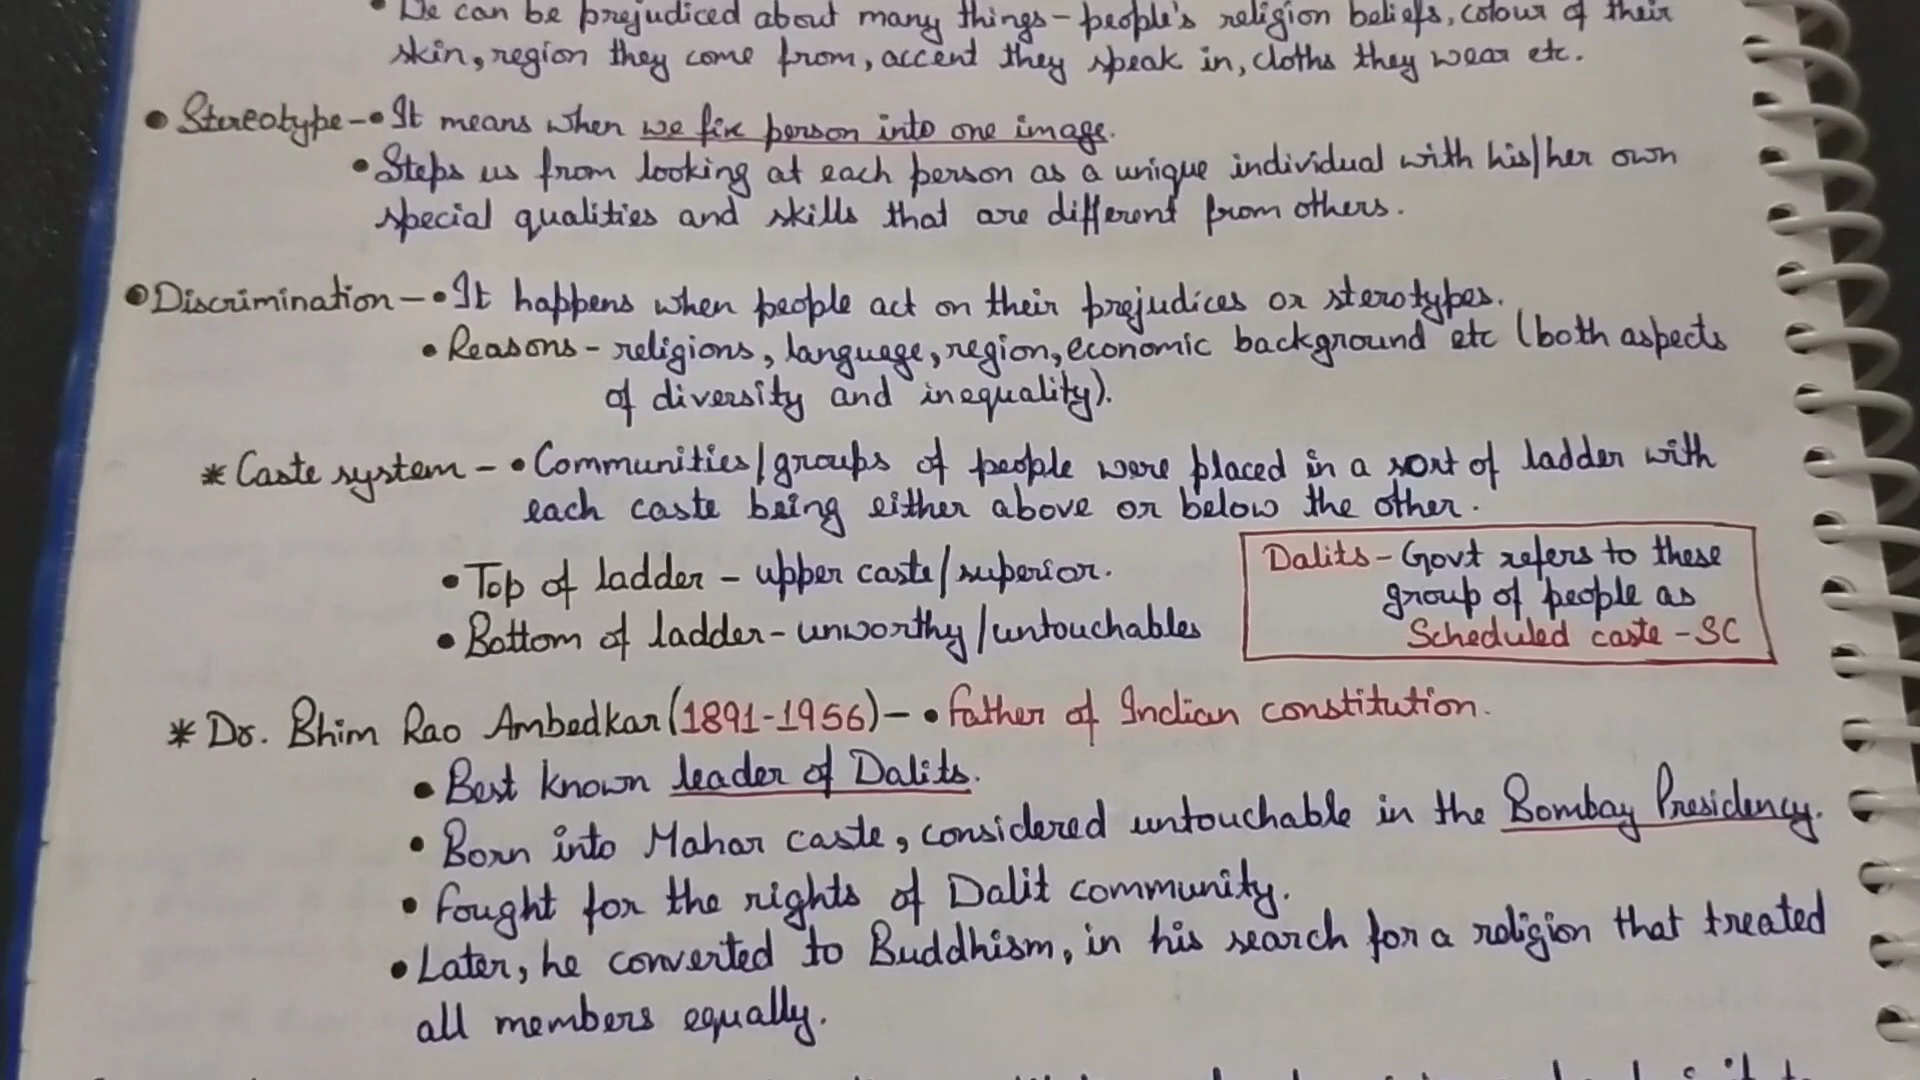 • We can be prejudiced about many things - people's religion beliefs, colour of their
skin, region they come from, accent they speak in, cloths they wear etc.
• Stereotype - • It means when we fix person into one image.
• Stops us from looking at each person as a unique individual with his/her own
special qualities and skills that are different from others.
• Discrimination - • It happens when people act on their prejudices or sterotypes.
• Reasons - religions, language, region, economic background etc (both aspects
of diversity and inequality).
* Caste system - • Communities/groups of people were placed in a sort of ladder with
each caste being either above or below the other.
• Top of ladder - upper caste/superior.
• Bottom of ladder - unworthy/untouchables
Dalits - Govt refers to these
group of people as
Scheduled caste - SC
* Dr. Bhim Rao Ambedkar (1891-1956) - • Father of Indian constitution.
• Best known leader of Dalits.
• Born into Mahar caste, considered untouchable in the Bombay Presidency.
• Fought for the rights of Dalit community.
• Later, he converted to Buddhism, in his search for a religion that treated
all members equally.